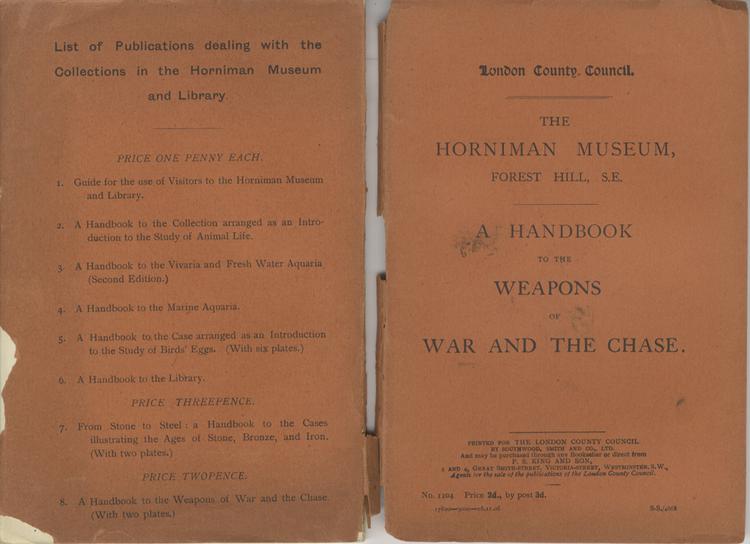 List of Publications dealing with the
Collections in the Horniman Museum
and Library.
PRICE ONE PENNY EACH.
1. Guide for the use of Visitors to the Horniman Museum
and Library.
2. A Handbook to the Collection arranged as an Intro-
duction to the Study of Animal Life.
3. A Handbook to the Vivaria and Fresh Water Aquaria
(Second Edition.)
4. A Handbook to the Marine Aquaria.
5. A Handbook to the Case arranged as an Introduction
to the Study of Birds' Eggs. (With six plates.)
6. A Handbook to the Library.
PRICE THREEPENCE.
7. From Stone to Steel: a Handbook to the Cases
illustrating the Ages of Stone, Bronze, and Iron.
(With two plates.)
PRICE TWOPENCE.
8. A Handbook to the Weapons of War and the Chase.
(With two plates.)
London County Council.
THE
HORNIMAN MUSEUM,
FOREST HILL, S.E.
A HANDBOOK
TO THE
WEAPONS
OF
WAR AND THE CHASE.
PRINTED FOR THE LONDON COUNTY COUNCIL
BY SOUTHWOOD, SMITH AND CO., LTD.
And may be purchased through any Bookseller or direct from
P. S. KING AND SON,
2 AND 4, GREAT SMITH-STREET, VICTORIA-STREET, WESTMINSTER, S.W.,
Agents for the sale of the publications of the London County Council.
No. 1104 Price 2d., by post 3d.